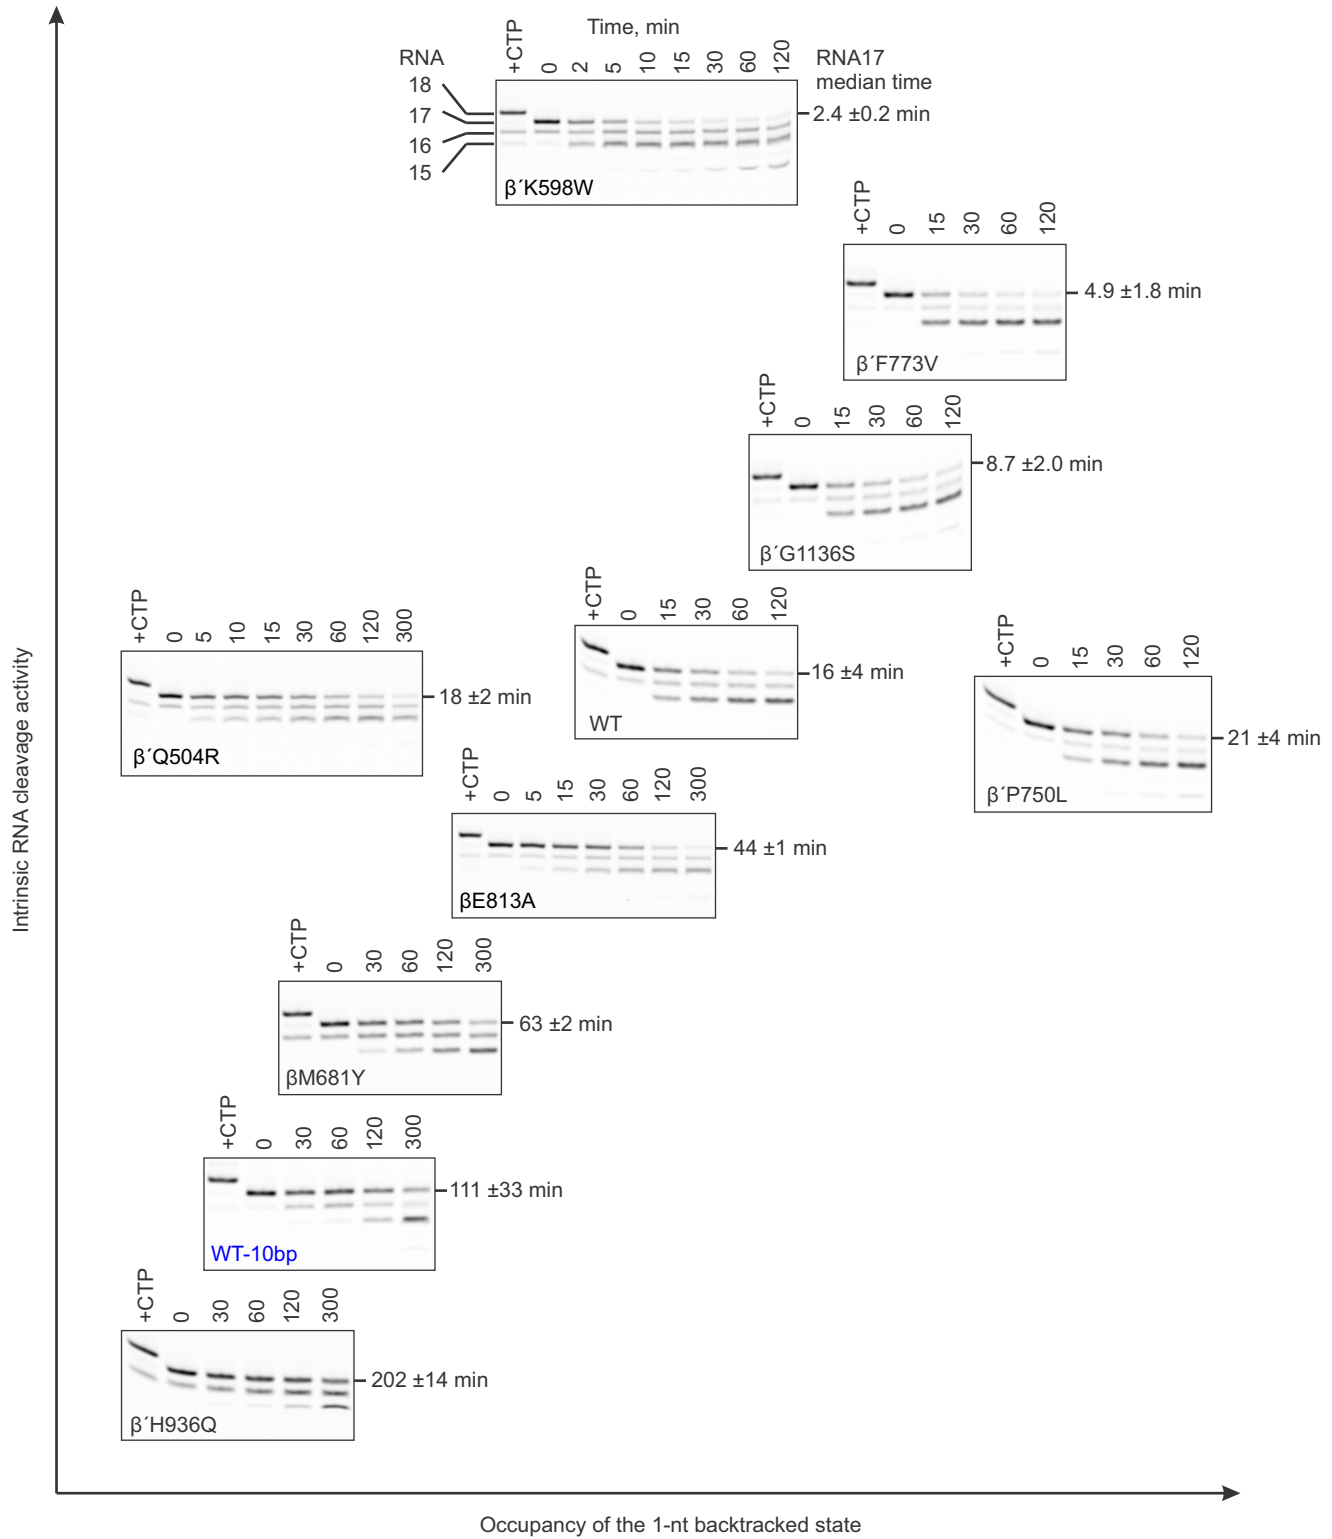 Time, min
RNA
18
17
16
15
+CTP 0 2 5 10 15 30 60 120
RNA17
median time
2.4 ±0.2 min
β´K598W
+CTP 0 15 30 60 120
4.9 ±1.8 min
β´F773V
+CTP 0 15 30 60 120
8.7 ±2.0 min
β´G1136S
+CTP 0 5 10 15 30 60 120 300
18 ±2 min
β´Q504R
+CTP 0 15 30 60 120
16 ±4 min
WT
+CTP 0 15 30 60 120
21 ±4 min
β´P750L
+CTP 0 5 15 30 60 120 300
44 ±1 min
βE813A
+CTP 0 30 60 120 300
63 ±2 min
βM681Y
+CTP 0 30 60 120 300
111 ±33 min
WT-10bp
+CTP 0 30 60 120 300
202 ±14 min
β´H936Q
Intrinsic RNA cleavage activity
Occupancy of the 1-nt backtracked state